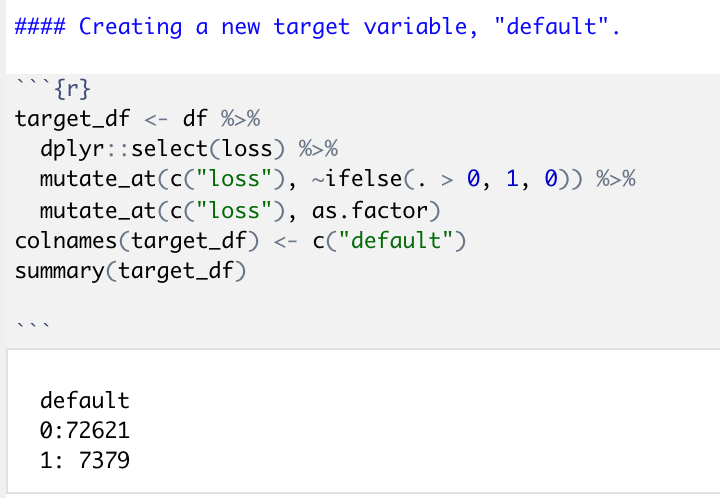 #### Creating a new target variable, "default".
```{r}
target_df <- df %>%
  dplyr::select(loss) %>%
  mutate_at(c("loss"), ~ifelse(. > 0, 1, 0)) %>%
  mutate_at(c("loss"), as.factor)
colnames(target_df) <- c("default")
summary(target_df)
```
default
0:72621
1: 7379